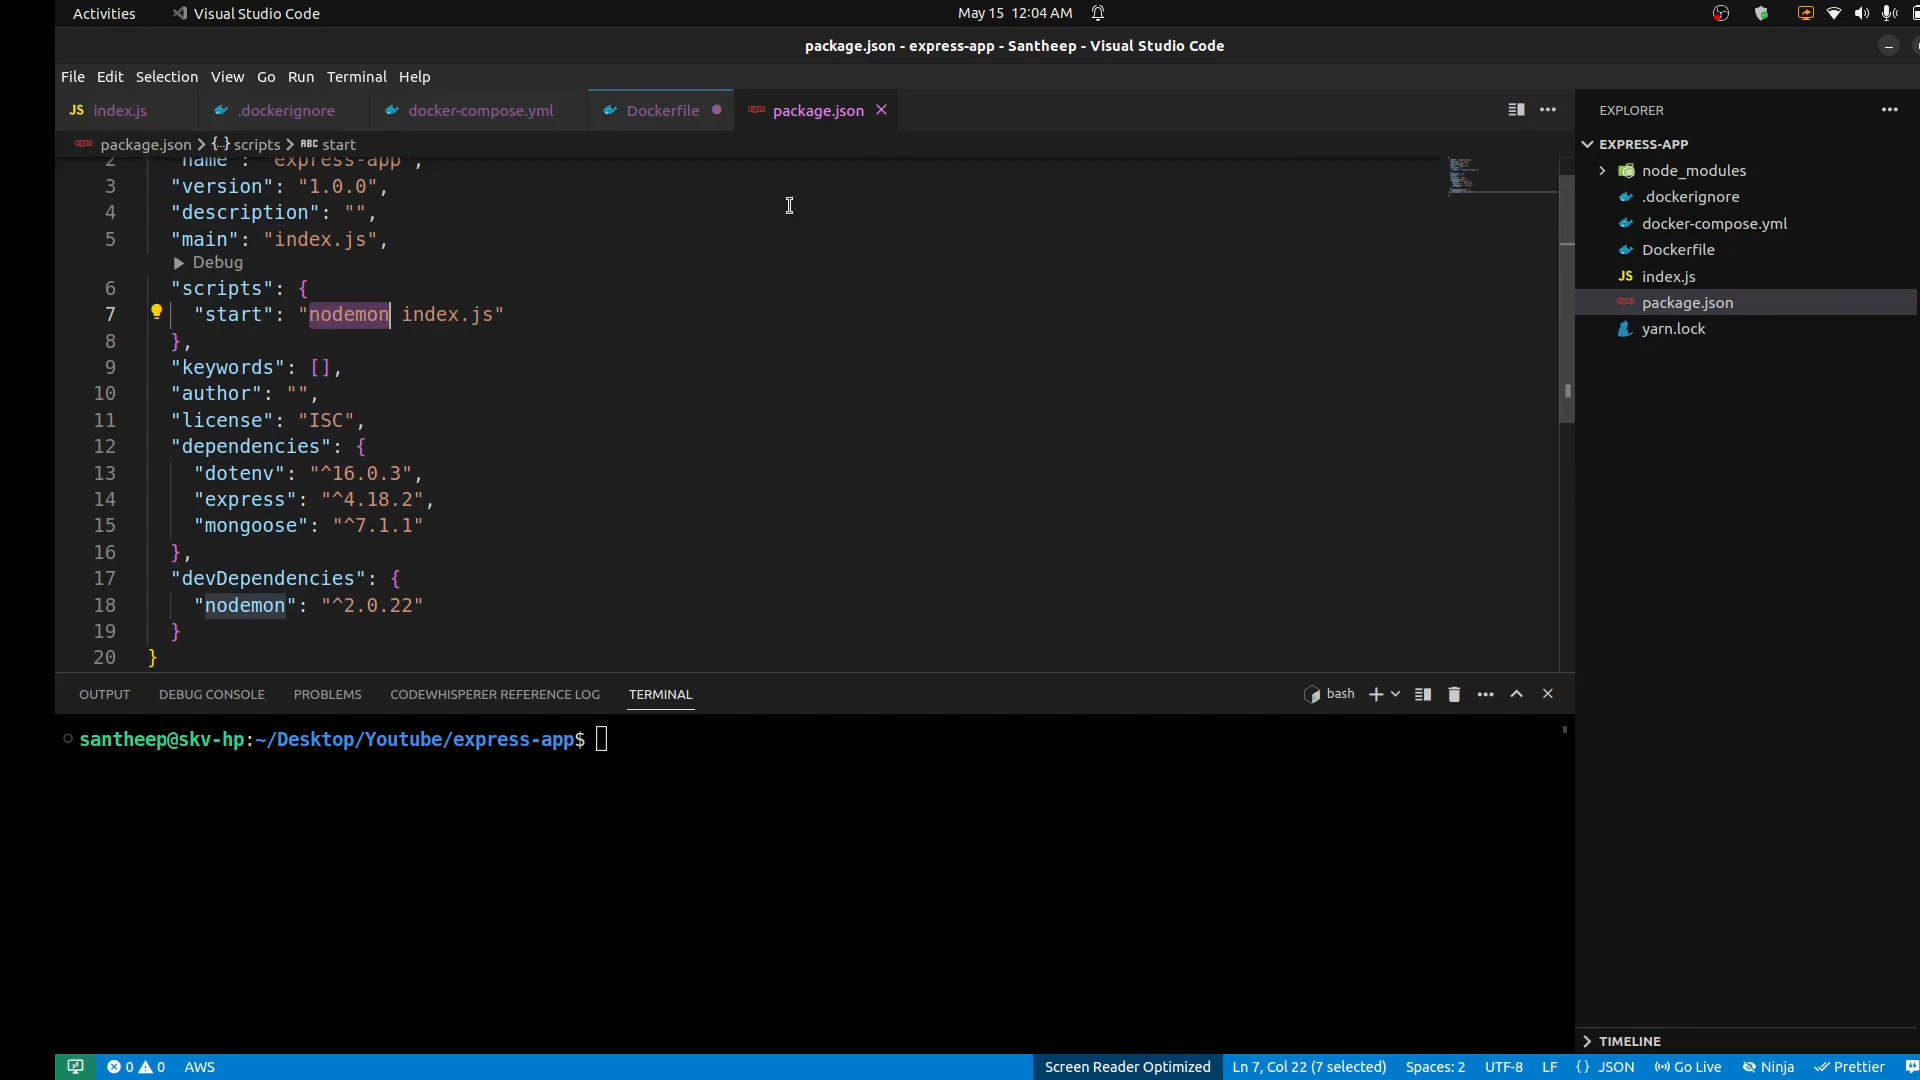 Activities Visual Studio Code May 15 12:04 AM
package.json - express-app - Santheep - Visual Studio Code
File Edit Selection View Go Run Terminal Help
JS index.js .dockerignore docker-compose.yml Dockerfile package.json
package.json > {} scripts > ABC start
2 "name": "express-app",
3 "version": "1.0.0",
4 "description": "",
5 "main": "index.js",
Debug
6 "scripts": {
7 "start": "nodemon index.js"
8 },
9 "keywords": [],
10 "author": "",
11 "license": "ISC",
12 "dependencies": {
13 "dotenv": "^16.0.3",
14 "express": "^4.18.2",
15 "mongoose": "^7.1.1"
16 },
17 "devDependencies": {
18 "nodemon": "^2.0.22"
19 }
20 }
EXPLORER
EXPRESS-APP
node_modules
.dockerignore
docker-compose.yml
Dockerfile
JS index.js
package.json
yarn.lock
OUTPUT DEBUG CONSOLE PROBLEMS CODEWHISPERER REFERENCE LOG TERMINAL bash
santheep@skv-hp:~/Desktop/Youtube/express-app$
TIMELINE
0 0 AWS Screen Reader Optimized Ln 7, Col 22 (7 selected) Spaces: 2 UTF-8 LF {} JSON Go Live Ninja Prettier